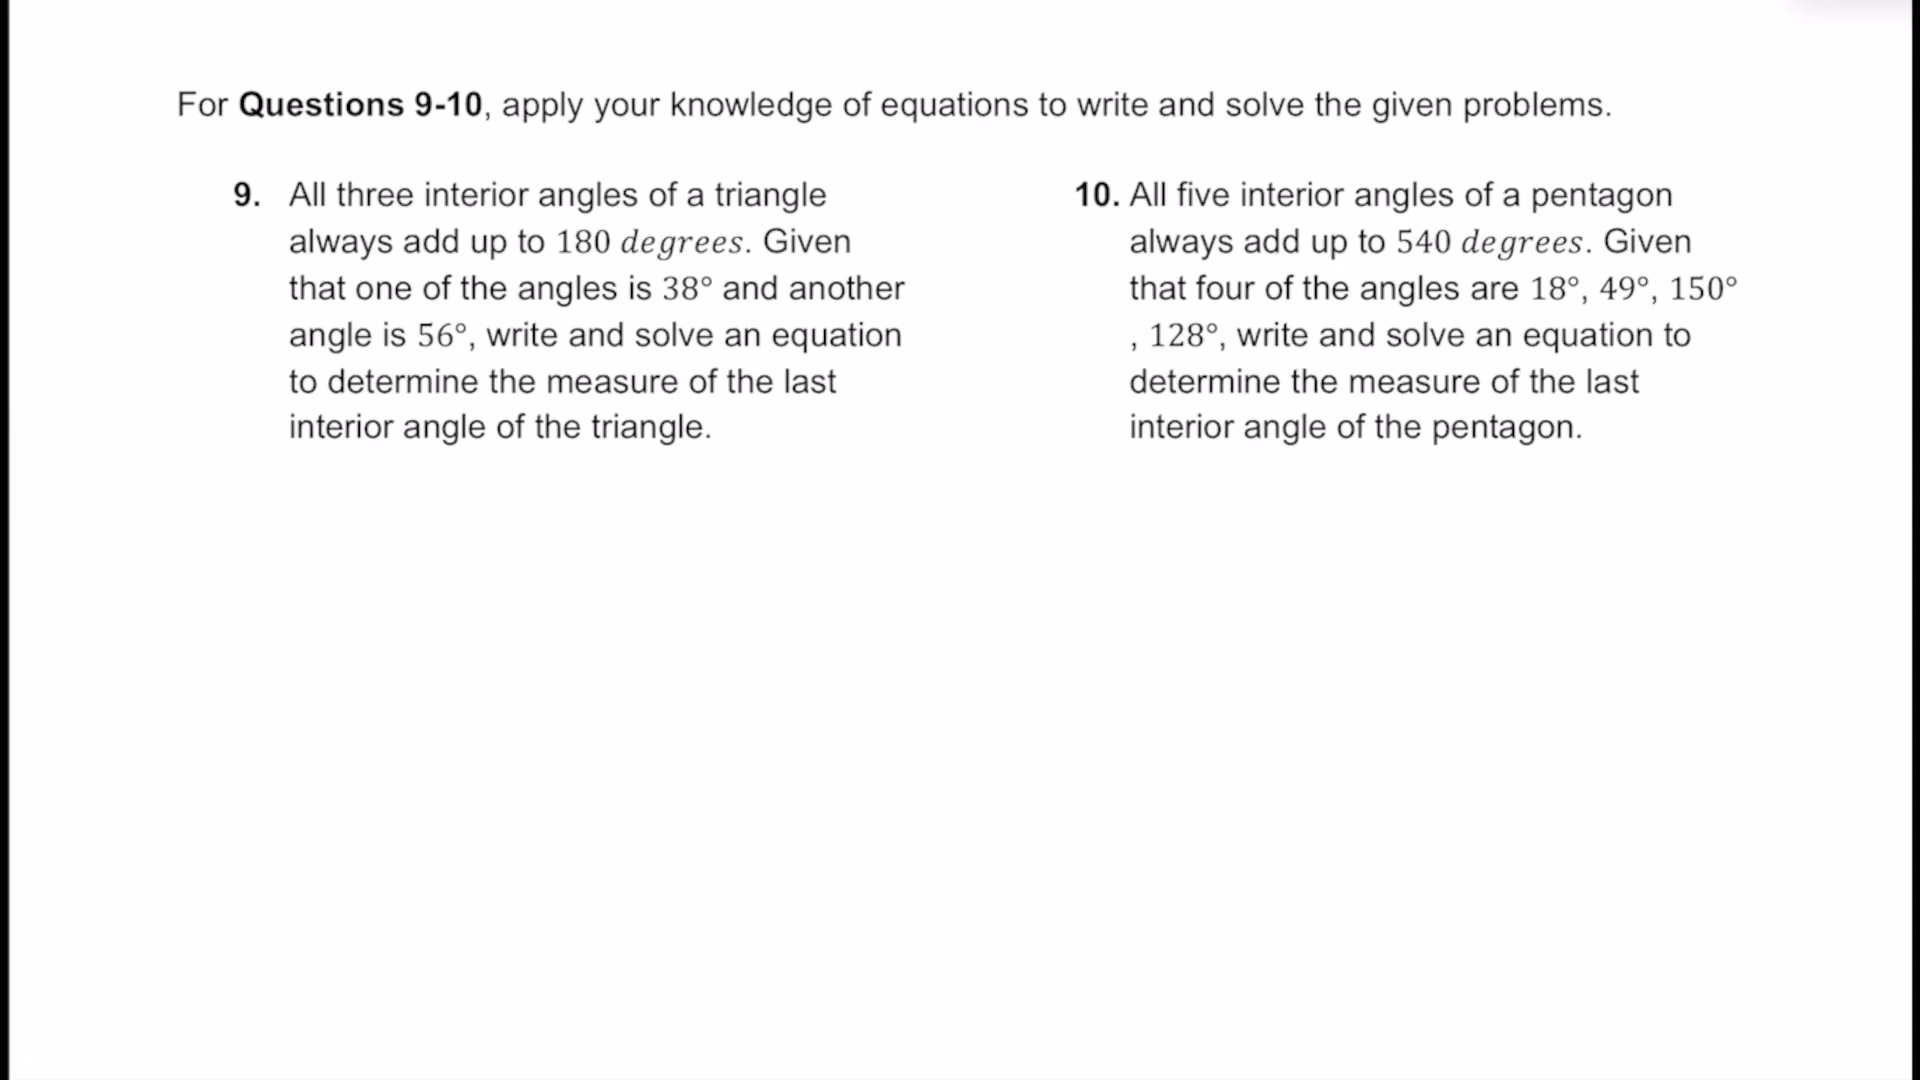 For Questions 9-10, apply your knowledge of equations to write and solve the given problems.
9. All three interior angles of a triangle
always add up to 180 degrees. Given
that one of the angles is 38° and another
angle is 56°, write and solve an equation
to determine the measure of the last
interior angle of the triangle.
10. All five interior angles of a pentagon
always add up to 540 degrees. Given
that four of the angles are 18°, 49°, 150°
, 128°, write and solve an equation to
determine the measure of the last
interior angle of the pentagon.